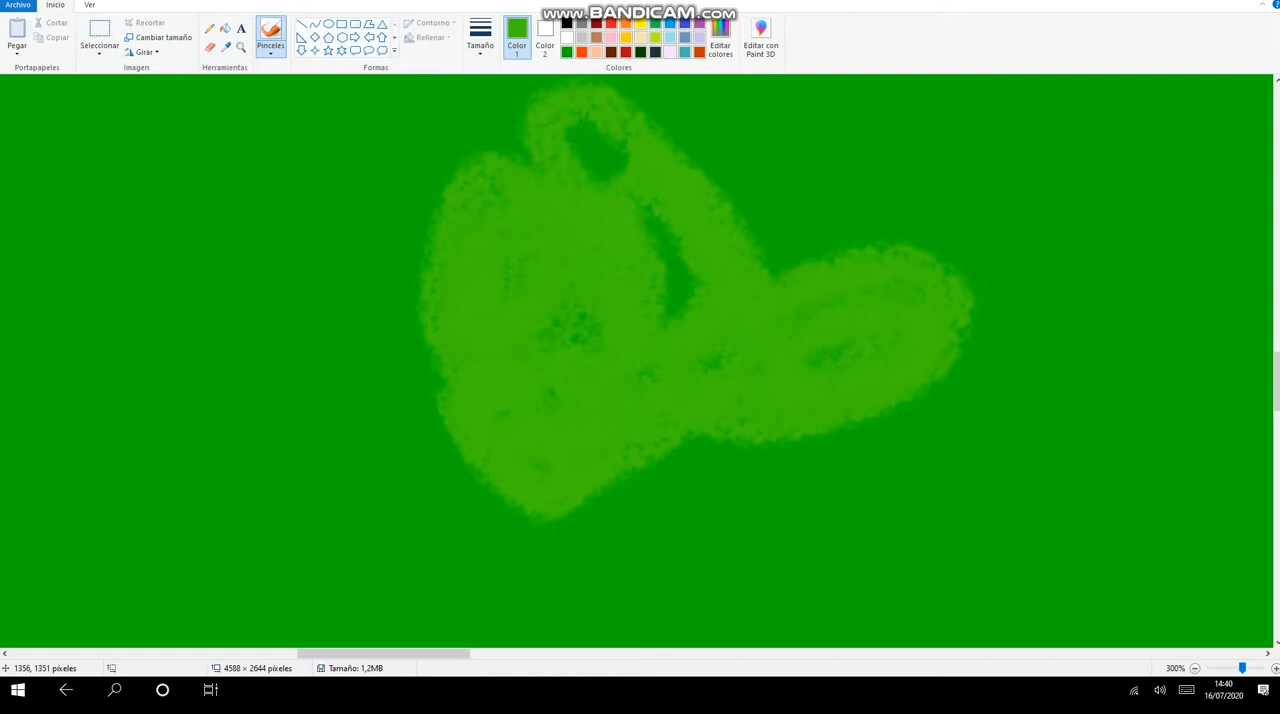 Archivo Inicio Ver
www.BANDICAM.com
Pegar
Cortar
Copiar
Portapapeles
Seleccionar
Recortar
Cambiar tamaño
Girar
Imagen
A
Herramientas
Pinceles
Contorno
Rellenar
Formas
Tamaño
Color
1
Color
2
Editar
colores
Colores
Editar con
Paint 3D
1356, 1351 píxeles
4588 × 2644 píxeles
Tamaño: 1,2MB
300%
14:40
16/07/2020